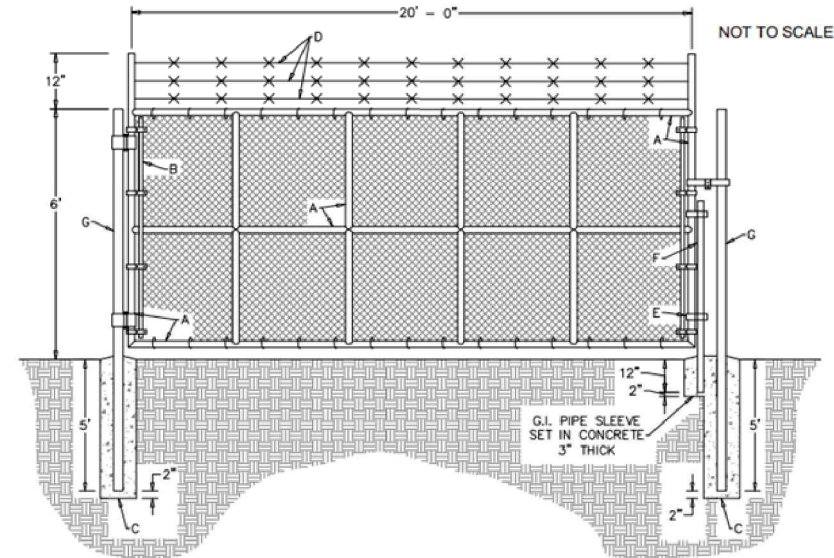 20' - 0"
NOT TO SCALE
D
12"
A
B
6'
A
G
G
F
A
E
12"
2"
5'
G.I. PIPE SLEEVE
SET IN CONCRETE
3" THICK
5'
2"
2"
C
C